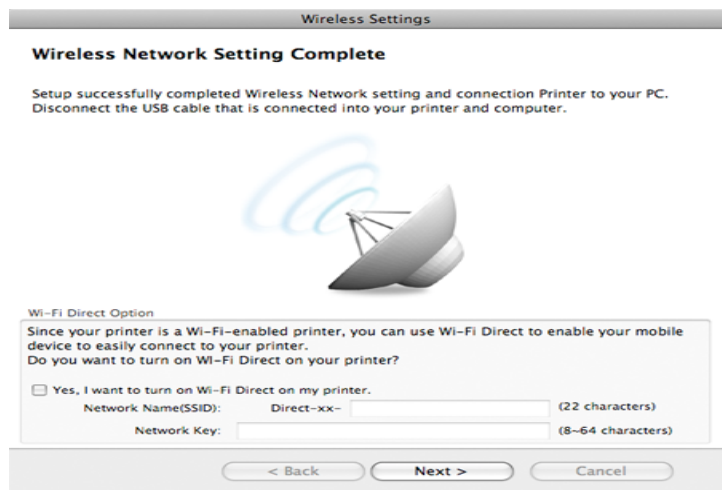 Wireless Settings
Wireless Network Setting Complete
Setup successfully completed Wireless Network setting and connection Printer to your PC.
Disconnect the USB cable that is connected into your printer and computer.
Wi-Fi Direct Option
Since your printer is a Wi-Fi-enabled printer, you can use Wi-Fi Direct to enable your mobile
device to easily connect to your printer.
Do you want to turn on WI-Fi Direct on your printer?
Yes, I want to turn on Wi-Fi Direct on my printer.
Network Name(SSID): Direct-xx- (22 characters)
Network Key: (8~64 characters)
< Back Next > Cancel